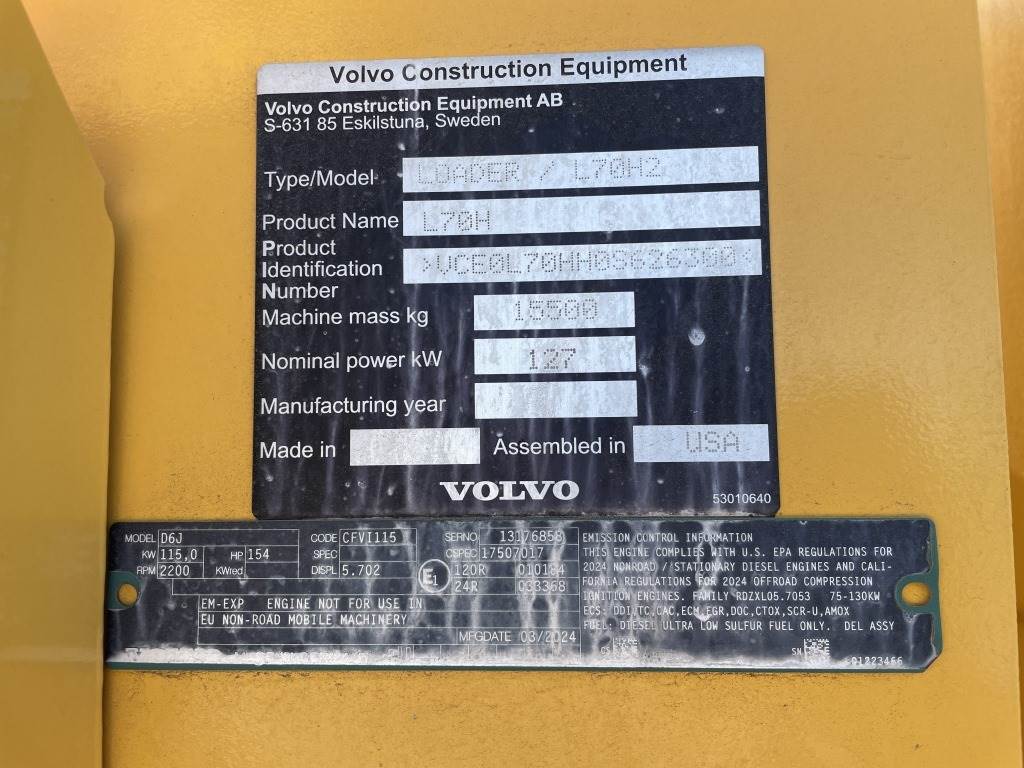 Volvo Construction Equipment
Volvo Construction Equipment AB
S-631 85 Eskilstuna, Sweden
Type/Model LOADER / L70H2
Product Name L70H
Product
Identification
Number >VCE0L70HH0S626300<
Machine mass kg 15500
Nominal power kW 127
Manufacturing year
Made in Assembled in USA
VOLVO
53010640
MODEL D6J CODE CFVI115 SERNO 13176858
KW 115,0 HP 154 SPEC CSPEC 17507017
RPM 2200 KWred DISPL 5.702 E1 120R 010184
24R 033368
EM-EXP ENGINE NOT FOR USE IN
EU NON-ROAD MOBILE MACHINERY
MFGDATE 03/2024
EMISSION CONTROL INFORMATION
THIS ENGINE COMPLIES WITH U.S. EPA REGULATIONS FOR
2024 NONROAD / STATIONARY DIESEL ENGINES AND CALI-
FORNIA REGULATIONS FOR 2024 OFFROAD COMPRESSION
IGNITION ENGINES. FAMILY RDZXL05.7053 75-130KW
ECS: DDI,TC,CAC,ECM,EGR,DOC,CTOX,SCR-U,AMOX
FUEL: DIESEL ULTRA LOW SULFUR FUEL ONLY. DEL ASSY
CS SN
01223466